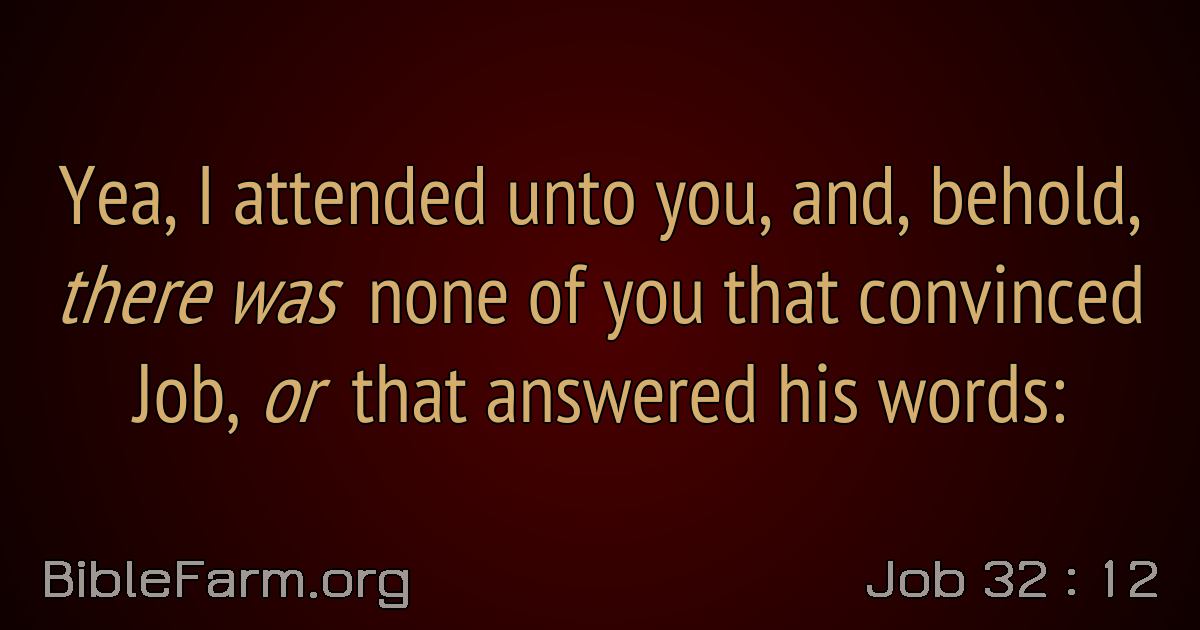 Yea, I attended unto you, and, behold,
there was none of you that convinced
Job, or that answered his words:
BibleFarm.org
Job 32 : 12